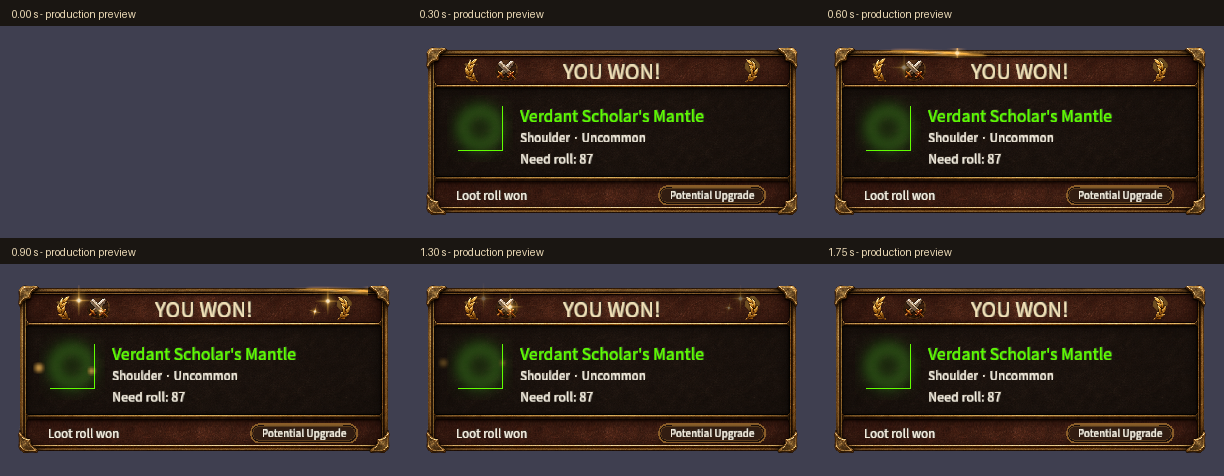 0.00 s - production preview
0.30 s - production preview
YOU WON!
Verdant Scholar's Mantle
Shoulder · Uncommon
Need roll: 87
Loot roll won
Potential Upgrade
0.60 s - production preview
YOU WON!
Verdant Scholar's Mantle
Shoulder · Uncommon
Need roll: 87
Loot roll won
Potential Upgrade
0.90 s - production preview
YOU WON!
Verdant Scholar's Mantle
Shoulder · Uncommon
Need roll: 87
Loot roll won
Potential Upgrade
1.30 s - production preview
YOU WON!
Verdant Scholar's Mantle
Shoulder · Uncommon
Need roll: 87
Loot roll won
Potential Upgrade
1.75 s - production preview
YOU WON!
Verdant Scholar's Mantle
Shoulder · Uncommon
Need roll: 87
Loot roll won
Potential Upgrade